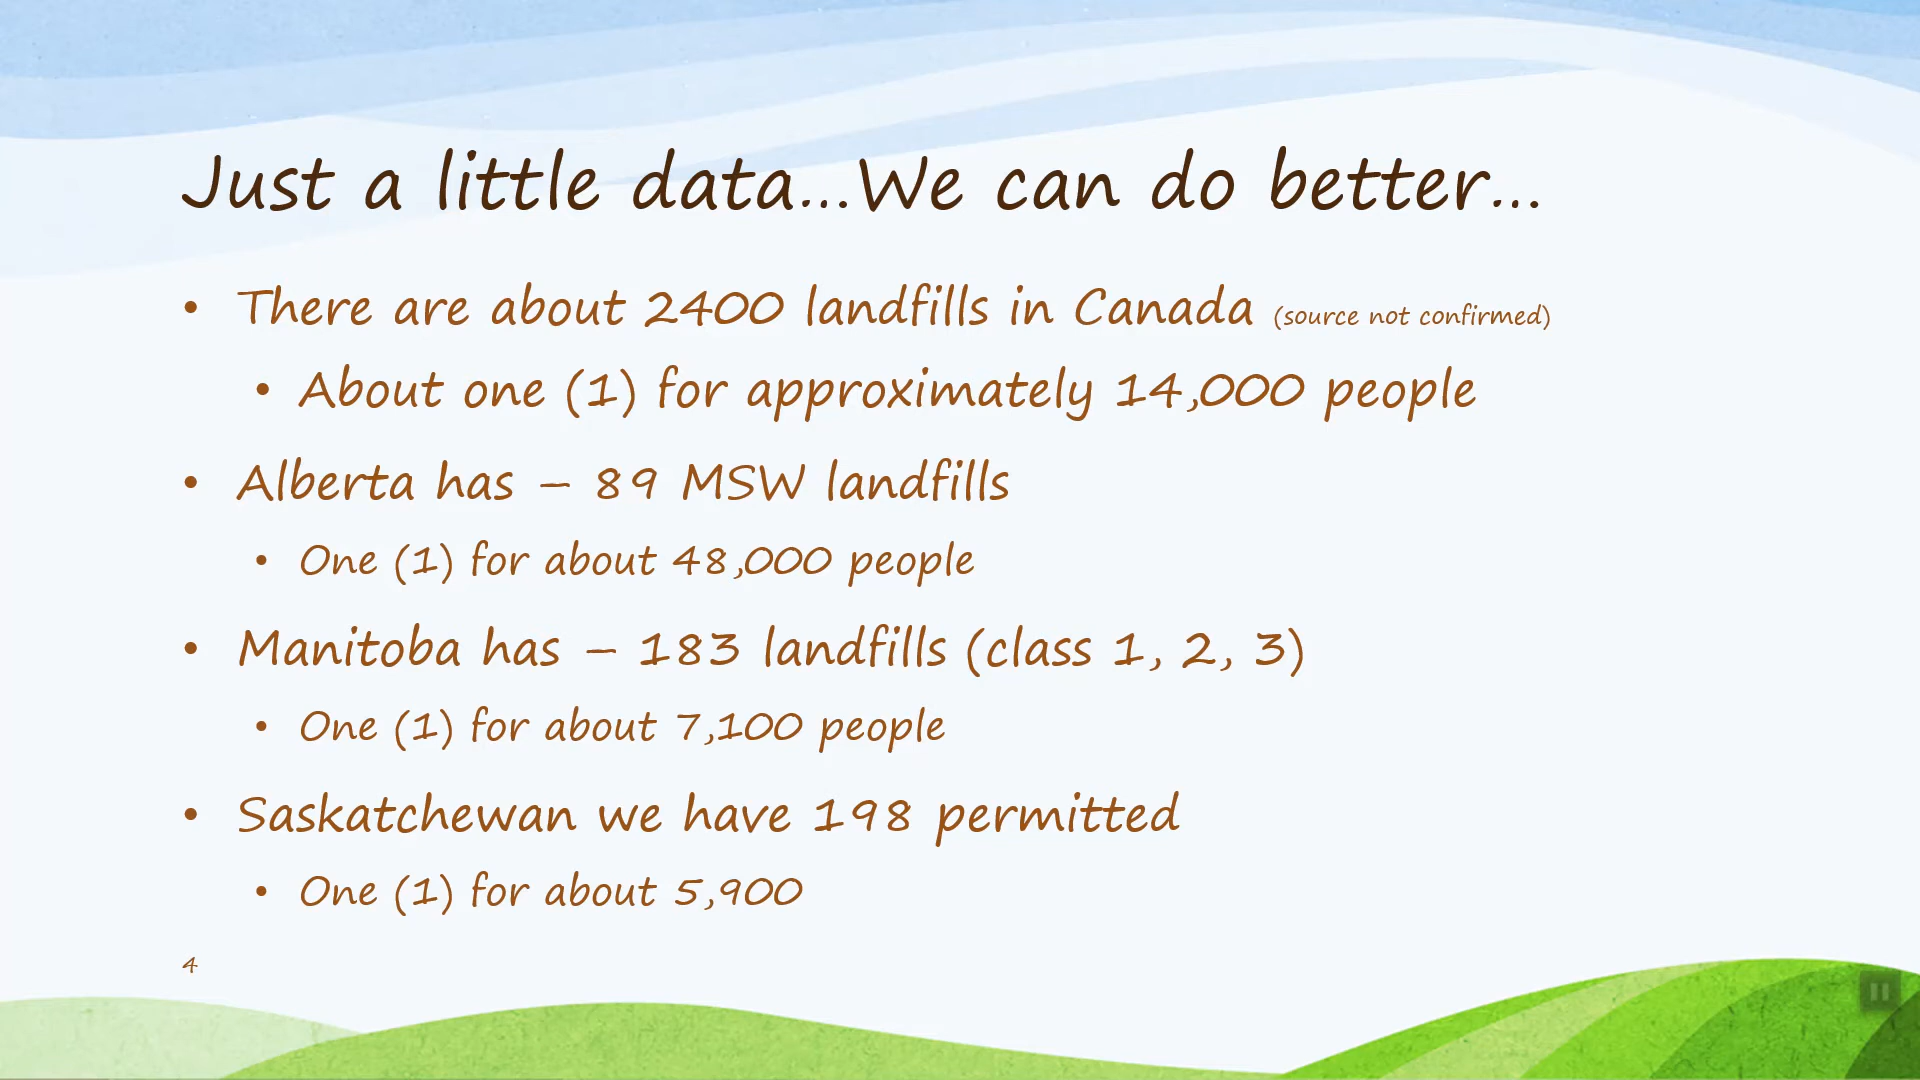 Just a little data...We can do better...
• There are about 2400 landfills in Canada (source not confirmed)
• About one (1) for approximately 14,000 people
• Alberta has – 89 MSW landfills
• One (1) for about 48,000 people
• Manitoba has – 183 landfills (class 1, 2, 3)
• One (1) for about 7,100 people
• Saskatchewan we have 198 permitted
• One (1) for about 5,900
4